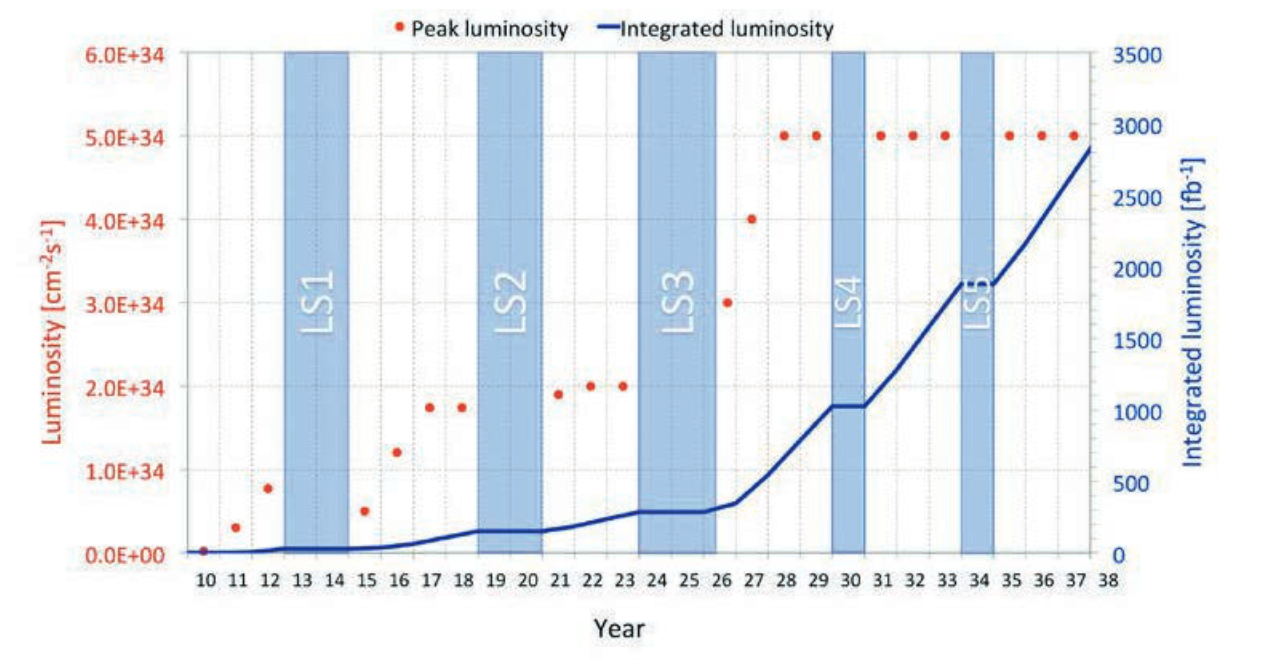 Peak luminosity Integrated luminosity
6.0E+34 3500
5.0E+34 3000
4.0E+34 2500
3.0E+34 2000
2.0E+34 1500
1.0E+34 1000
0.0E+00 500
0
Luminosity [cm⁻²s⁻¹]
LS1 LS2 LS3 LS4 LS5
Integrated luminosity [fb⁻¹]
10 11 12 13 14 15 16 17 18 19 20 21 22 23 24 25 26 27 28 29 30 31 32 33 34 35 36 37 38
Year